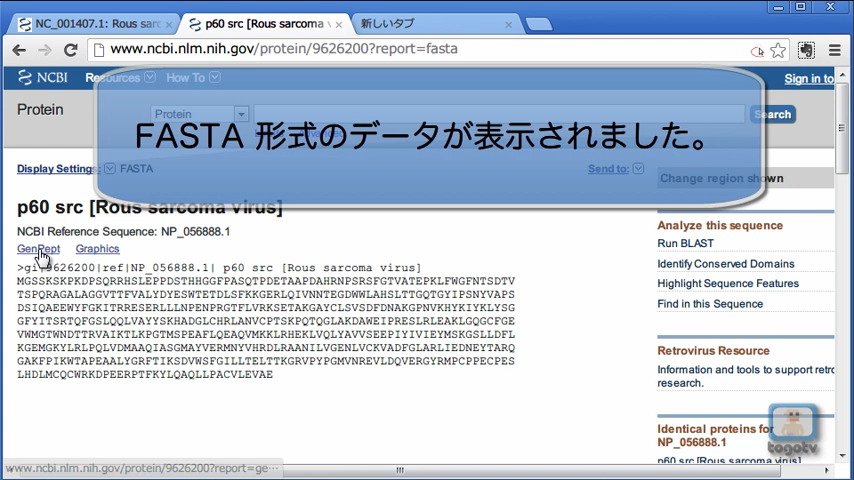 NC_001407.1: Rous sarc
p60 src [Rous sarcoma v
新しいタブ
www.ncbi.nlm.nih.gov/protein/9626200?report=fasta
NCBI Resources How To Sign in to
Protein
Protein
Search
FASTA 形式のデータが表示されました。
Display Settings: FASTA
Send to:
Change region shown
p60 src [Rous sarcoma virus]
NCBI Reference Sequence: NP_056888.1
GenPept Graphics
>gi|9626200|ref|NP_056888.1| p60 src [Rous sarcoma virus]
MGSSKSKPKDPSQRRHSLEPPDSTHHGGFPASQTPDETAAPDAHRNPSRSFGTVATEPKLFWGFNTSDTV
TSPQRAGALAGGVTTFVALYDYESWTETDLSFKKGERLQIVNNTEGDWWLAHSLTTGQTGYIPSNYVAPS
DSIQAEEWYFGKITRRESERLLLNPENPRGTFLVRKSETAKGAYCLSVSDFDNAKGPNVKHYKIYKLYSG
GFYITSRTQFGSLQQLVAYYSKHADGLCHRLANVCPTSKPQTQGLAKDAWEIPRESLRLEAKLGQGCFGE
VWMGTWNDTTRVAIKTLKPGTMSPEAFLQEAQVMKKLRHEKLVQLYAVVSEEPIYIVIEYMSKGSLLDFL
KGEMGKYLRLPQLVDMAAQIASGMAYVERMNYVHRDLRAANILVGENLVCKVADFGLARLIEDNEYTARQ
GAKFPIKWTAPEAALYGRFTIKSDVWSFGILLTELTTKGRVPYPGMVNREVLDQVERGYRMPCPPECPES
LHDLMCQCWRKDPEERPTFKYLQAQLLPACVLEVAE
Analyze this sequence
Run BLAST
Identify Conserved Domains
Highlight Sequence Features
Find in this Sequence
Retrovirus Resource
Information and tools to support retro
research.
Identical proteins for
NP_056888.1
p60 src [Rous sarcoma virus]
togotv
www.ncbi.nlm.nih.gov/protein/9626200?report=ge…